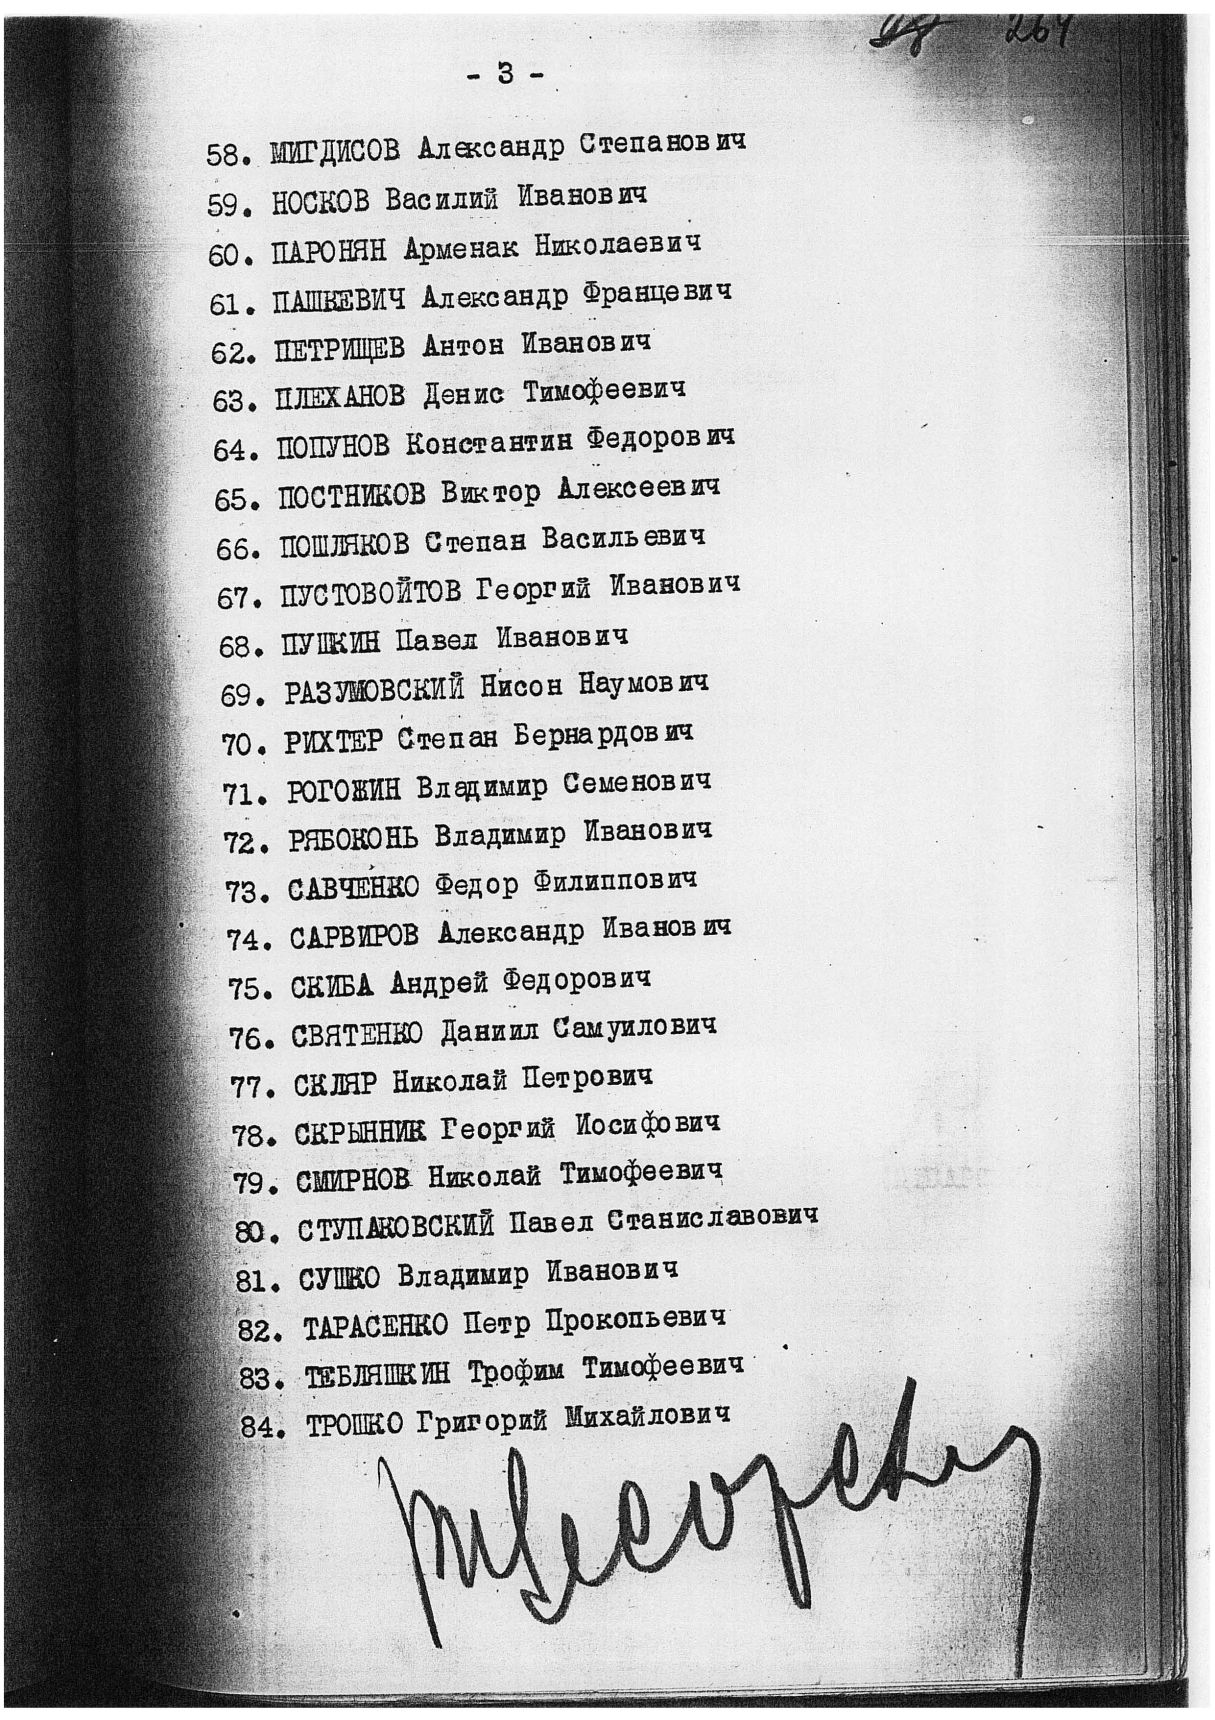 264
- 3 -
58. МИГДИСОВ Александр Степанович
59. НОСКОВ Василий Иванович
60. ПАРОНЯН Арменак Николаевич
61. ПАШКЕВИЧ Александр Францевич
62. ПЕТРИЩЕВ Антон Иванович
63. ПЛЕХАНОВ Денис Тимофеевич
64. ПОПУНОВ Константин Федорович
65. ПОСТНИКОВ Виктор Алексеевич
66. ПОШЛЯКОВ Степан Васильевич
67. ПУСТОВОЙТОВ Георгий Иванович
68. ПУШКИН Павел Иванович
69. РАЗУМОВСКИЙ Нисон Наумович
70. РИХТЕР Степан Бернардович
71. РОГОЖИН Владимир Семенович
72. РЯБОКОНЬ Владимир Иванович
73. САВЧЕНКО Федор Филиппович
74. САРВИРОВ Александр Иванович
75. СКИБА Андрей Федорович
76. СВЯТЕНКО Даниил Самуилович
77. СКЛЯР Николай Петрович
78. СКРЫННИК Георгий Иосифович
79. СМИРНОВ Николай Тимофеевич
80. СТУПАКОВСКИЙ Павел Станиславович
81. СУШКО Владимир Иванович
82. ТАРАСЕНКО Петр Прокопьевич
83. ТЕБЛЯШКИН Трофим Тимофеевич
84. ТРОШКО Григорий Михайлович